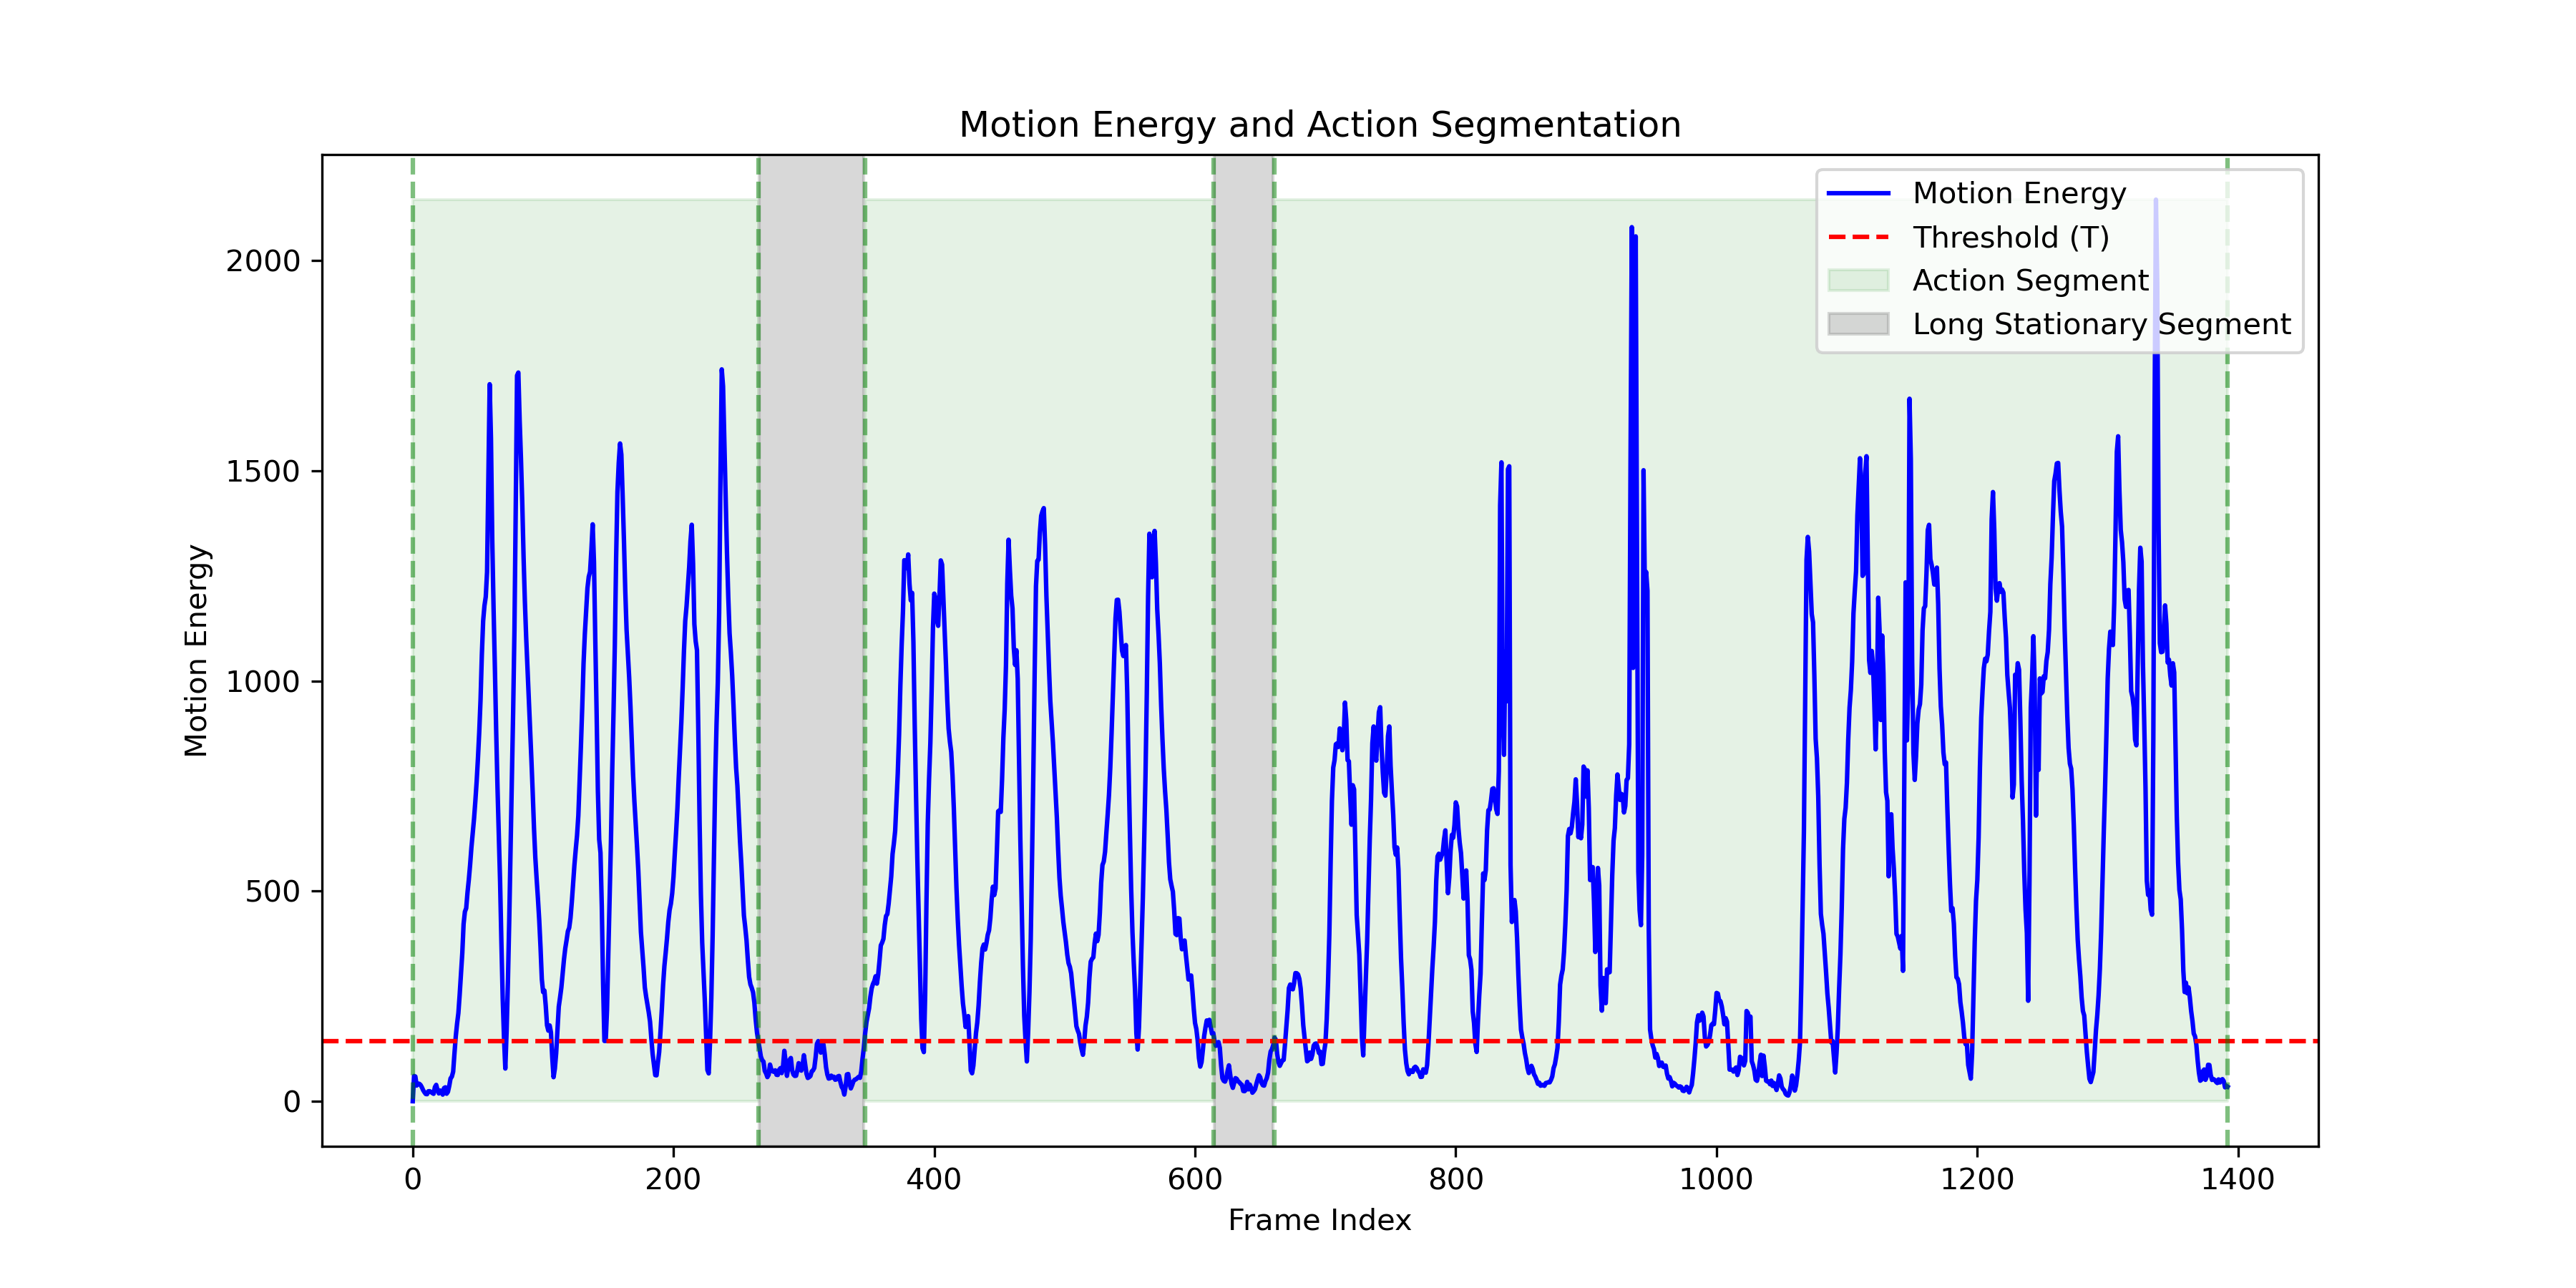 Motion Energy and Action Segmentation
Motion Energy
Threshold (T)
Action Segment
Long Stationary Segment
2000
1500
1000
500
0
Motion Energy
0 200 400 600 800 1000 1200 1400
Frame Index